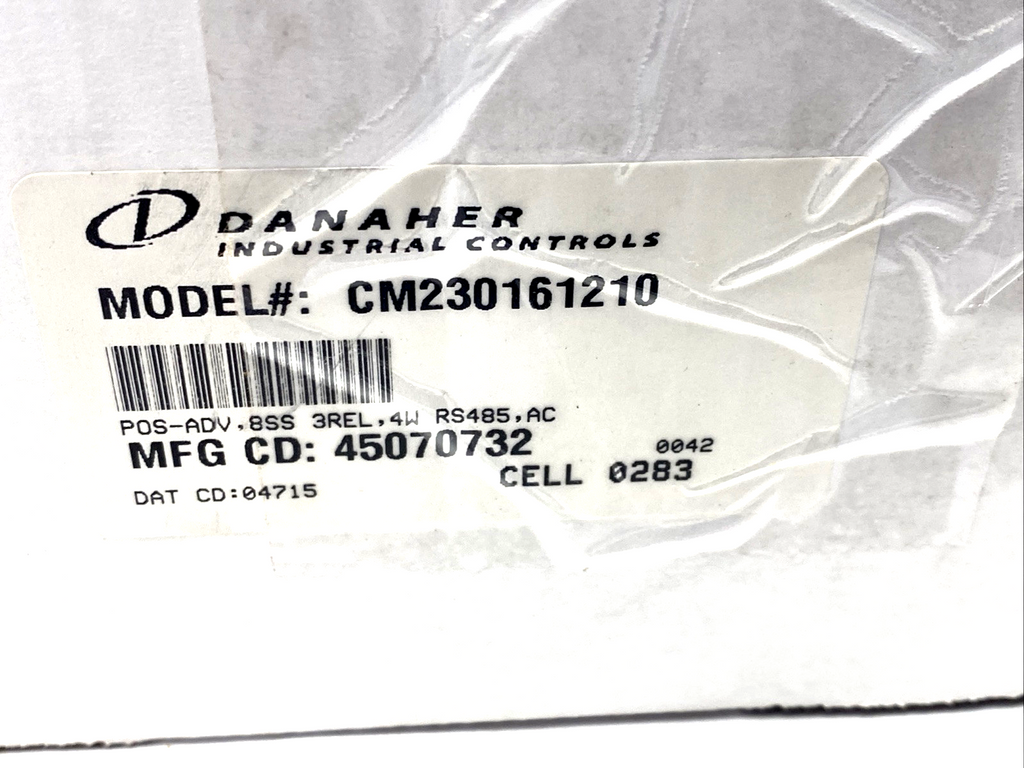 DANAHER
INDUSTRIAL CONTROLS
MODEL#: CM230161210
POS-ADV,8SS 3REL,4W RS485,AC
MFG CD: 45070732 0042
CELL 0283
DAT CD:04715